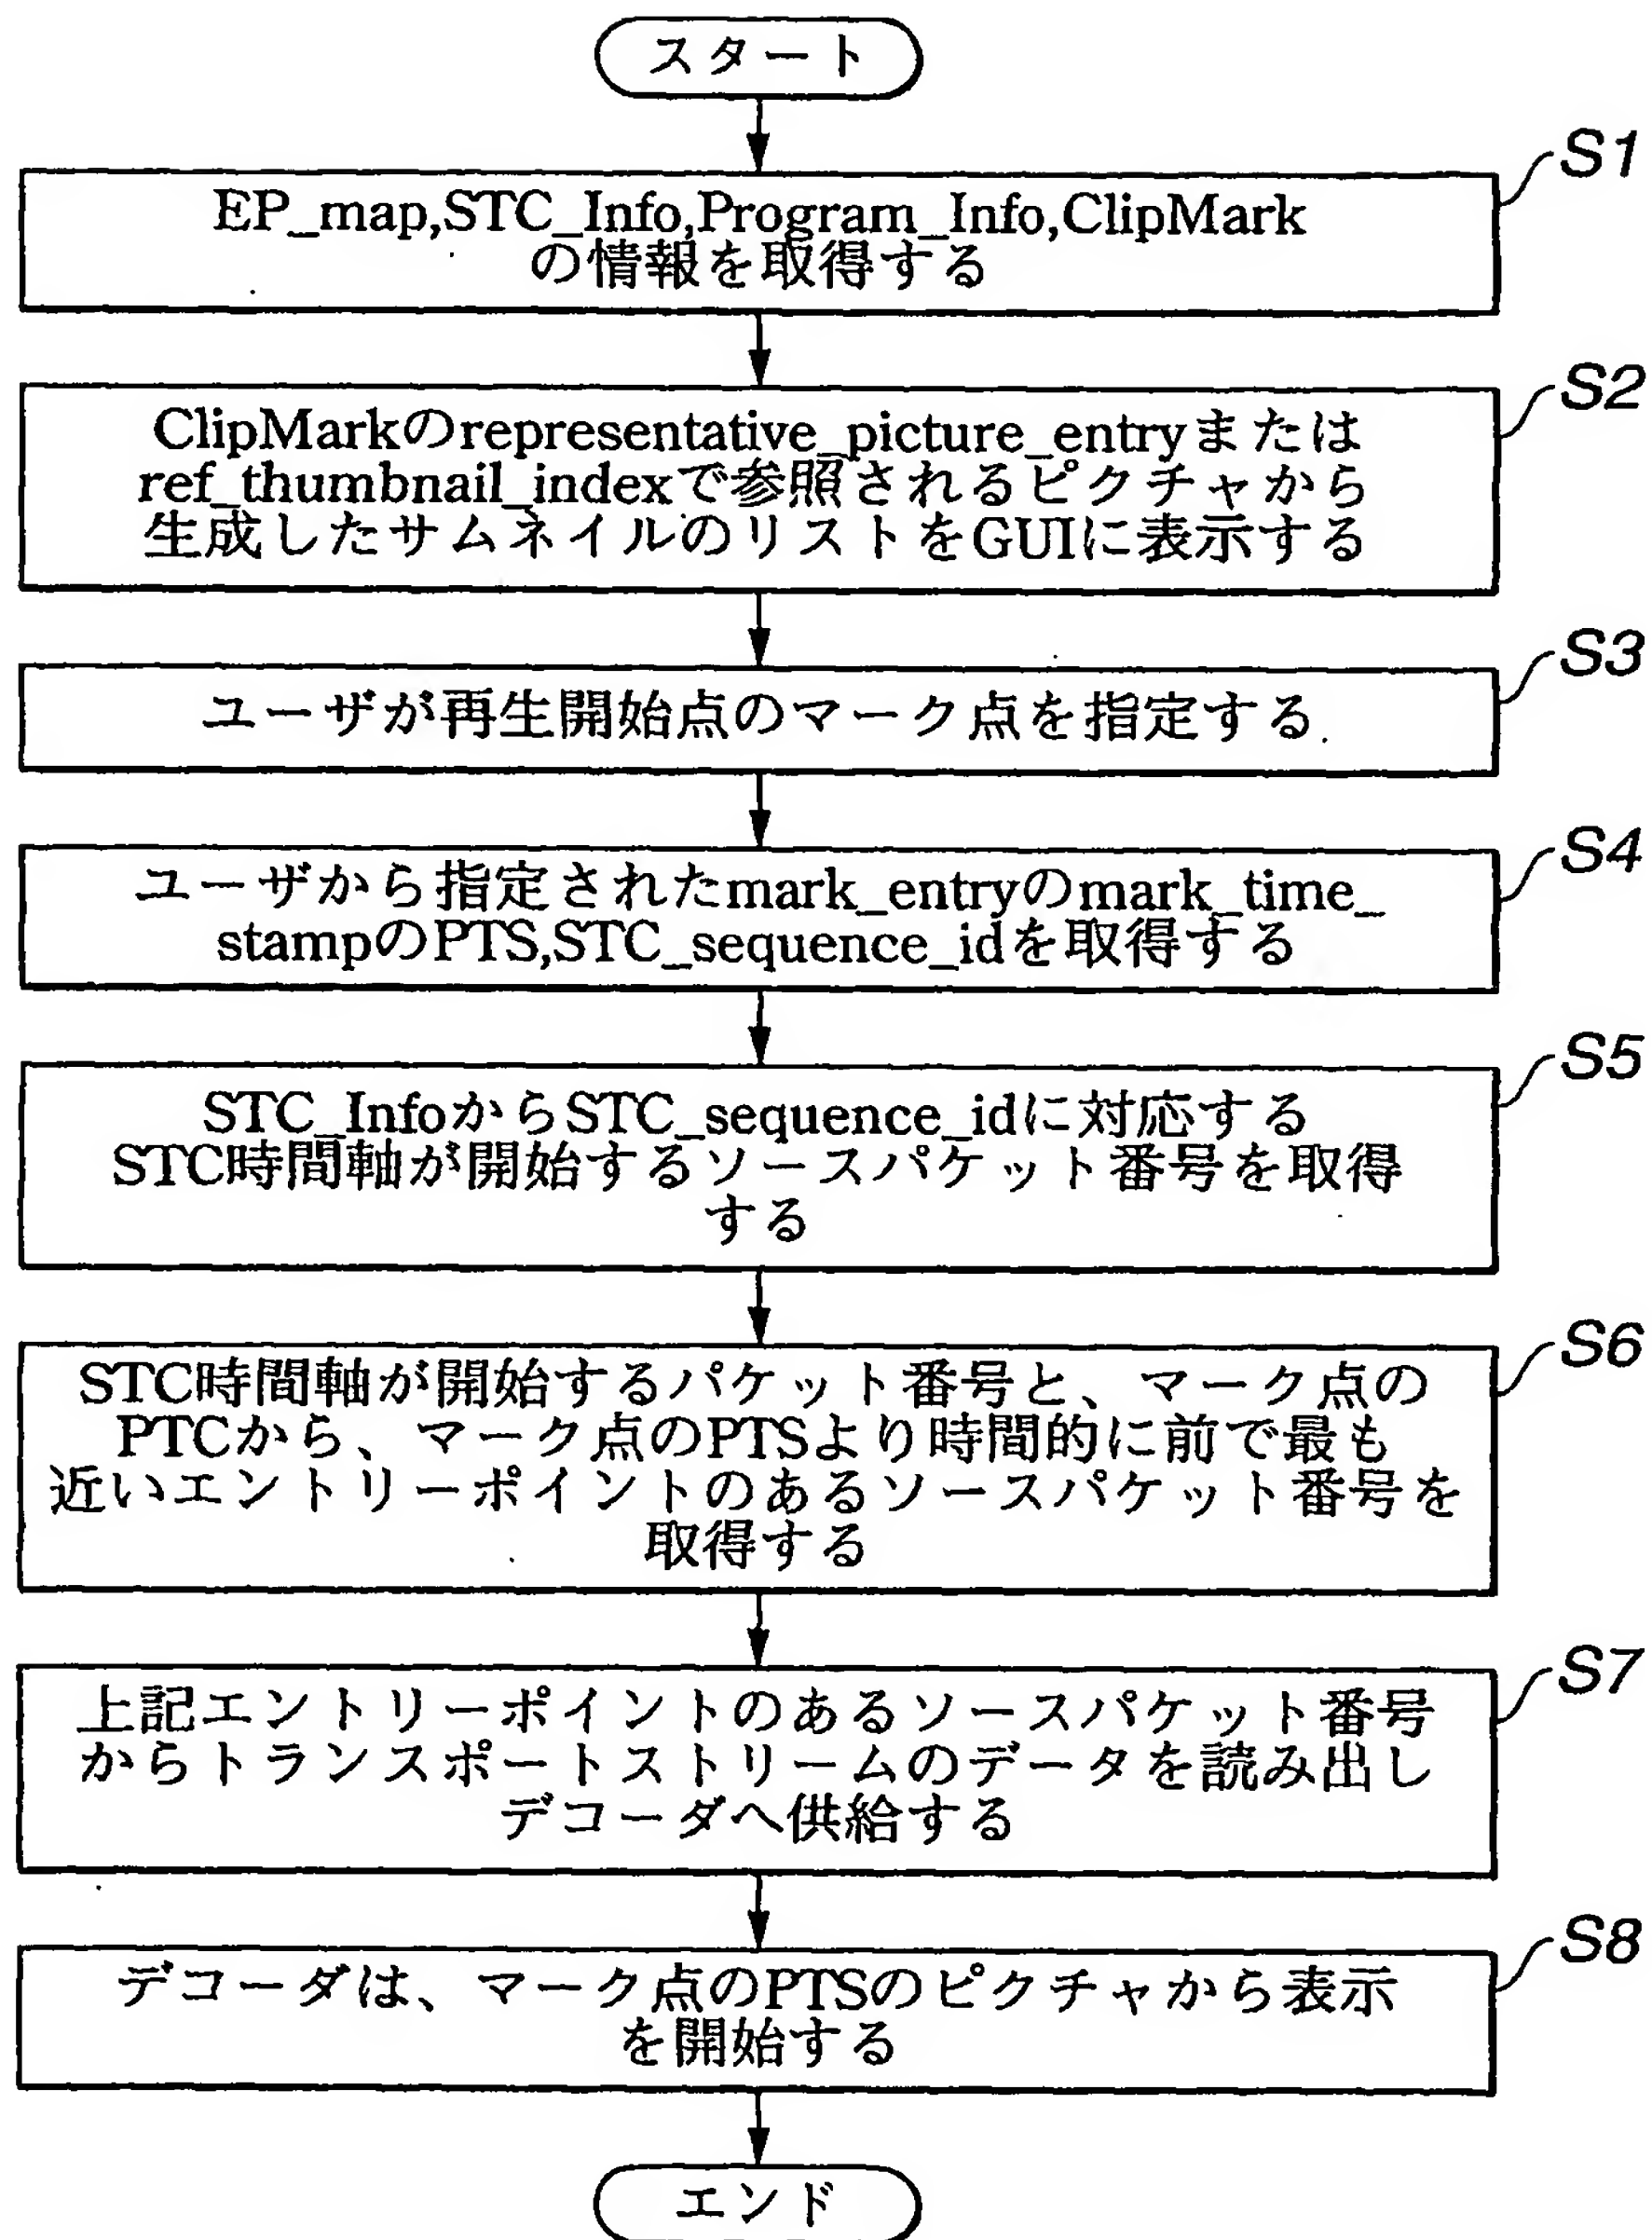 スタート
S1
EP_map,STC_Info,Program_Info,ClipMark
の情報を取得する
S2
ClipMarkのrepresentative_picture_entryまたは
ref_thumbnail_indexで参照されるピクチャから
生成したサムネイルのリストをGUIに表示する
S3
ユーザが再生開始点のマーク点を指定する
S4
ユーザから指定されたmark_entryのmark_time_
stampのPTS,STC_sequence_idを取得する
S5
STC_InfoからSTC_sequence_idに対応する
STC時間軸が開始するソースパケット番号を取得
する
S6
STC時間軸が開始するパケット番号と、マーク点の
PTCから、マーク点のPTSより時間的に前で最も
近いエントリーポイントのあるソースパケット番号を
取得する
S7
上記エントリーポイントのあるソースパケット番号
からトランスポートストリームのデータを読み出し
デコーダへ供給する
S8
デコーダは、マーク点のPTSのピクチャから表示
を開始する
エンド